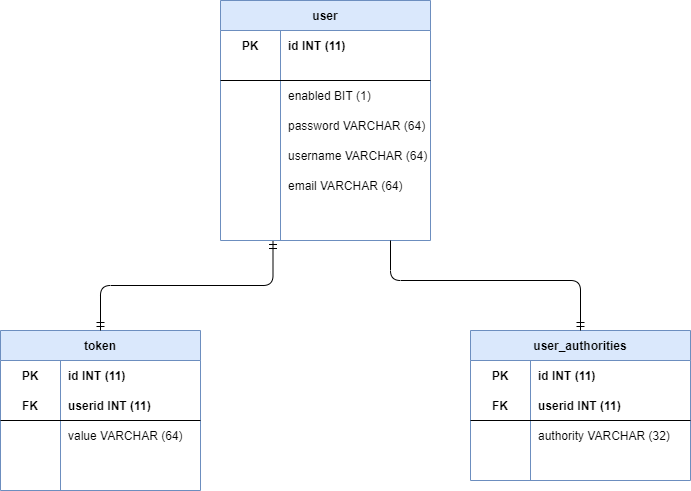 user
PK id INT (11)
enabled BIT (1)
password VARCHAR (64)
username VARCHAR (64)
email VARCHAR (64)
token
PK id INT (11)
FK userid INT (11)
value VARCHAR (64)
user_authorities
PK id INT (11)
FK userid INT (11)
authority VARCHAR (32)